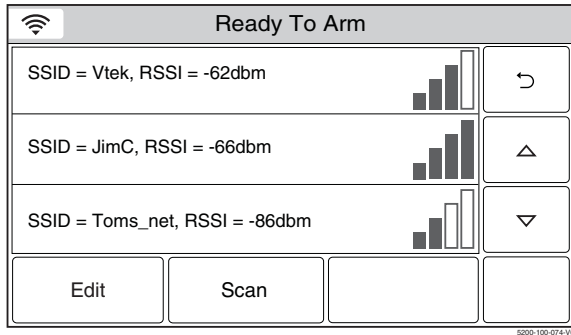 Ready To Arm
SSID = Vtek, RSSI = -62dbm
SSID = JimC, RSSI = -66dbm
SSID = Toms_net, RSSI = -86dbm
Edit
Scan